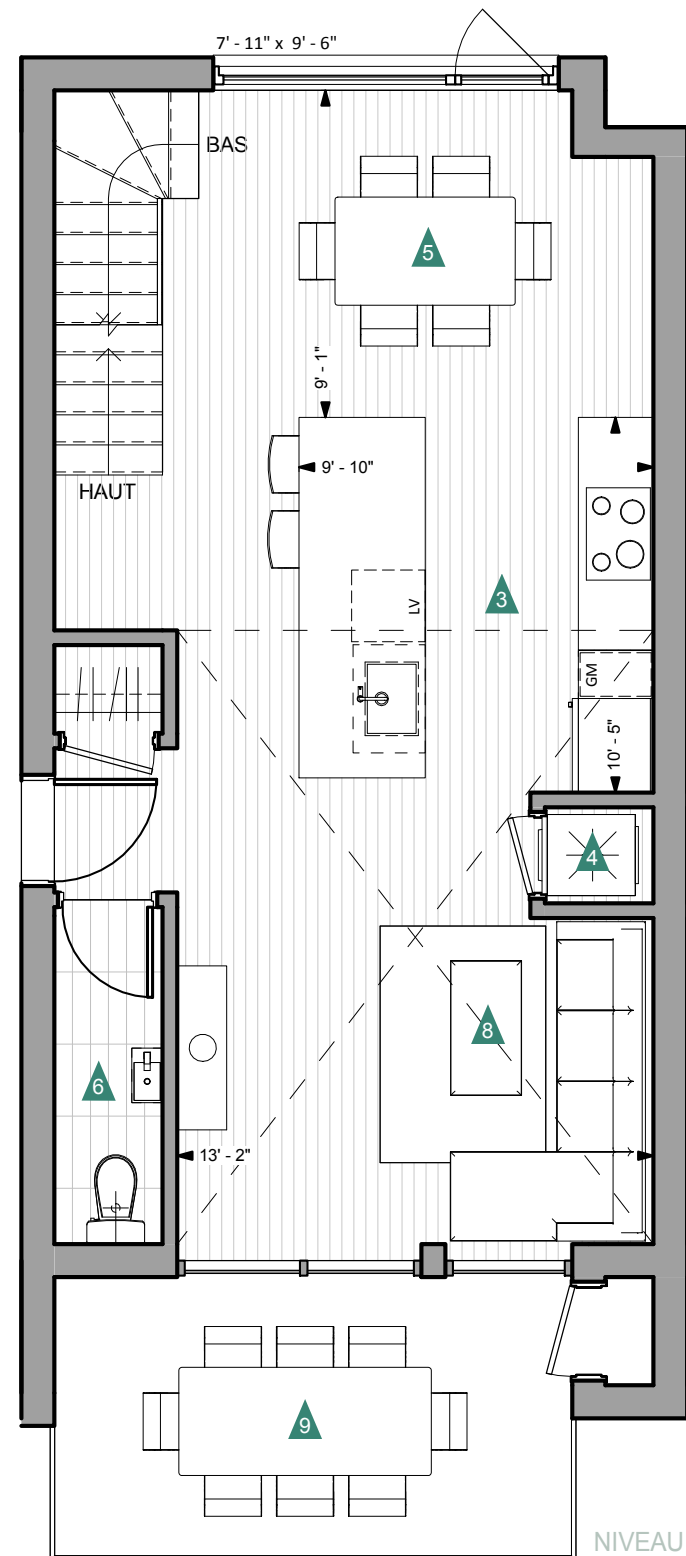 7' - 11" x 9' - 6"
BAS
5
9' - 1"
9' - 10"
HAUT
3
LV
GM
10' - 5"
4
8
6
13' - 2"
9
NIVEAU